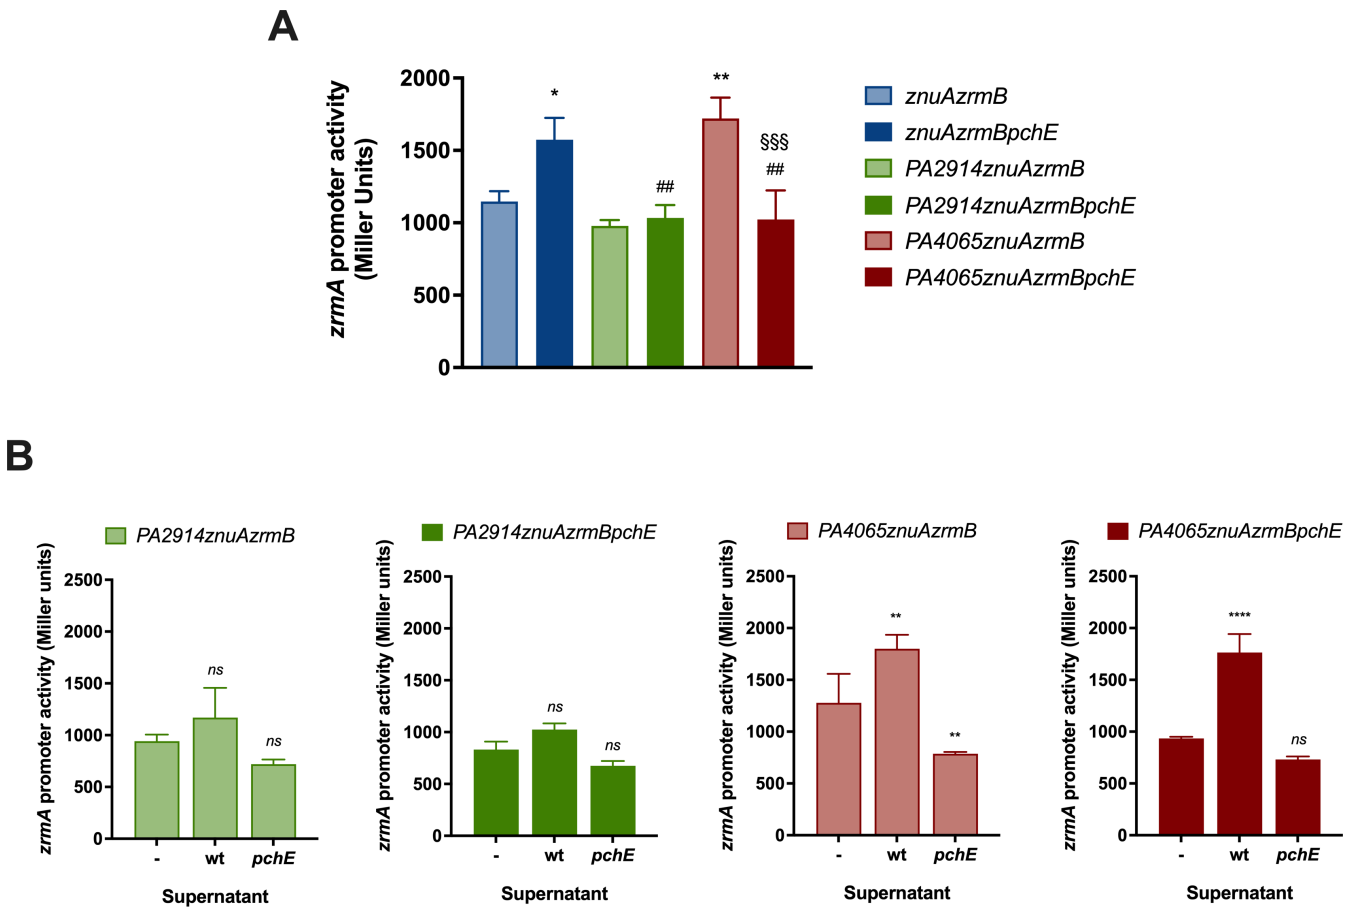 A
zrmA promoter activity
(Miller Units)
2000
1500
1000
500
0
*
##
**
§§§
##
znuAzrmB
znuAzrmBpchE
PA2914znuAzrmB
PA2914znuAzrmBpchE
PA4065znuAzrmB
PA4065znuAzrmBpchE
B
PA2914znuAzrmB
zrmA promoter activity (Miller units)
2500
2000
1500
1000
500
0
ns
ns
- wt pchE
Supernatant
PA2914znuAzrmBpchE
zrmA promoter activity (Miller units)
2500
2000
1500
1000
500
0
ns
ns
- wt pchE
Supernatant
PA4065znuAzrmB
zrmA promoter activity (Miller units)
2500
2000
1500
1000
500
0
**
**
- wt pchE
Supernatant
PA4065znuAzrmBpchE
zrmA promoter activity (Miller units)
2500
2000
1500
1000
500
0
****
ns
- wt pchE
Supernatant